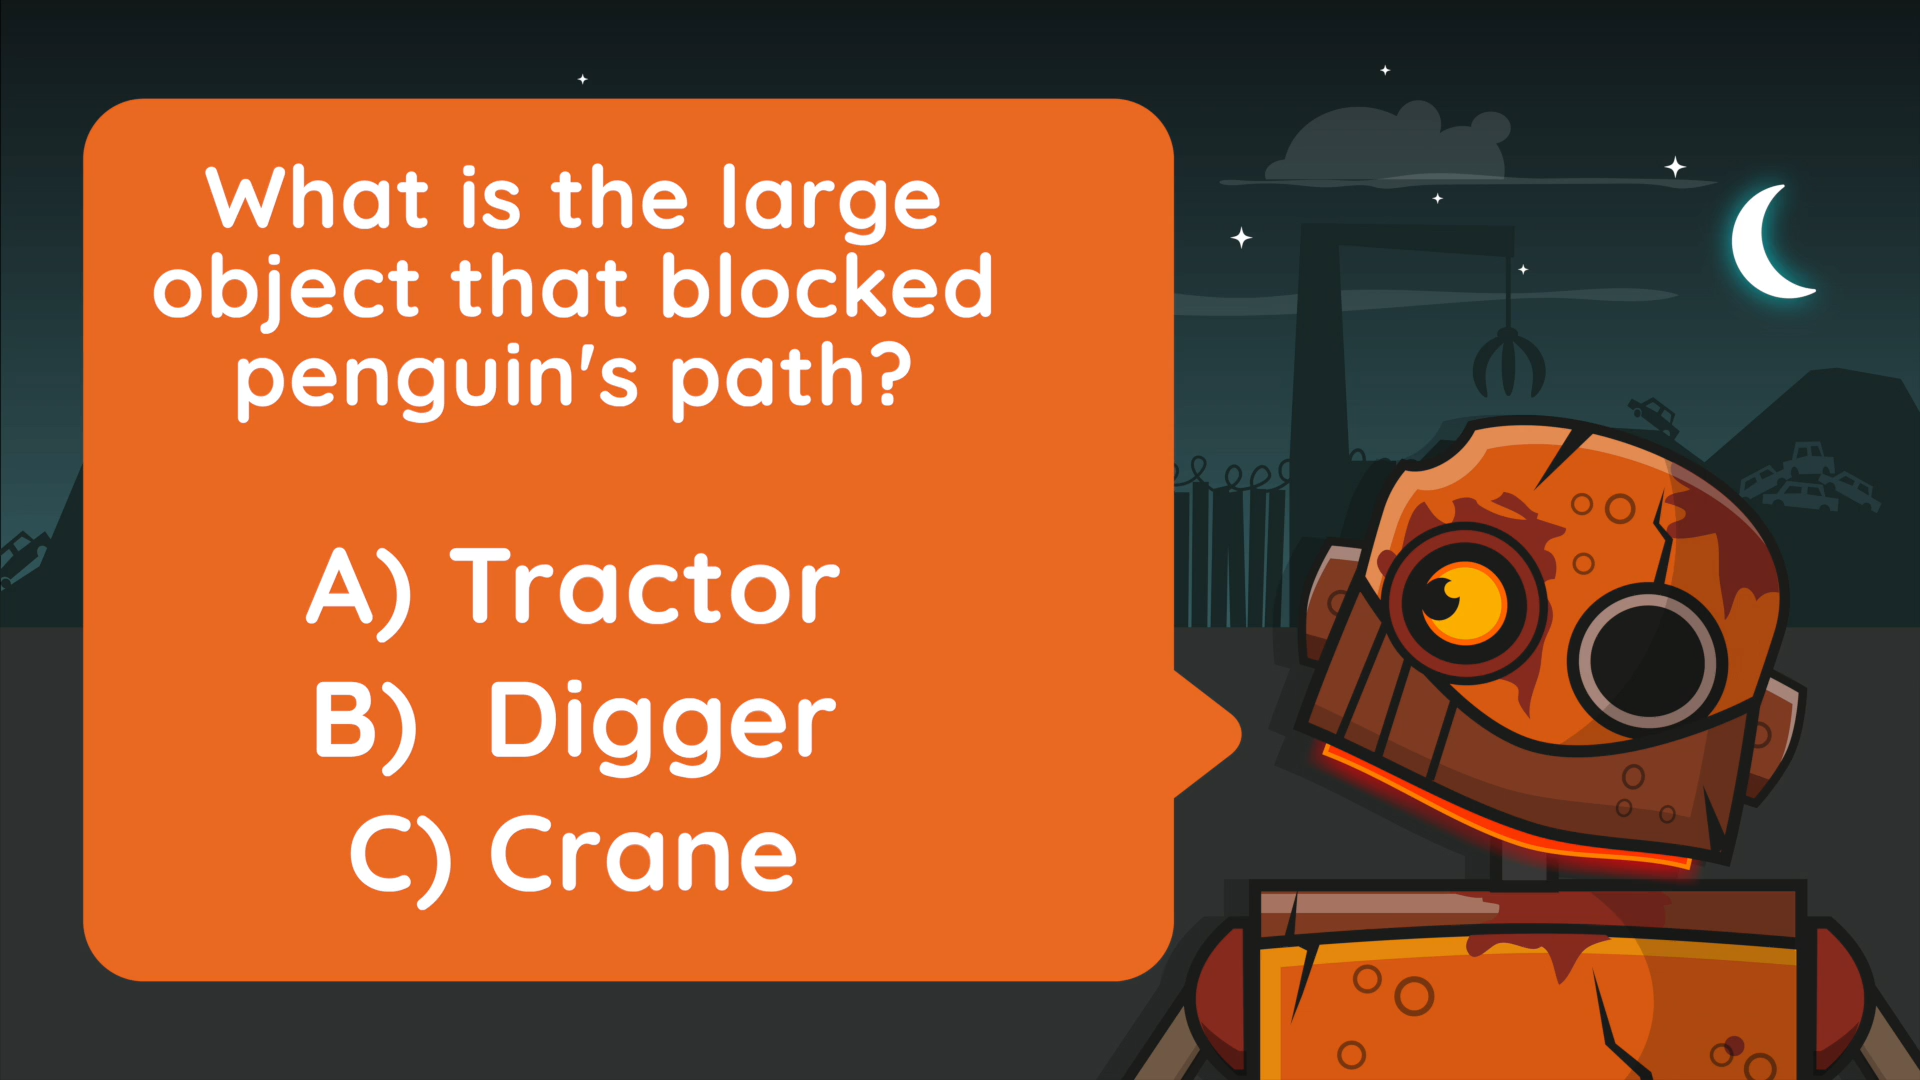 What is the large
object that blocked
penguin's path?
A) Tractor
B) Digger
C) Crane